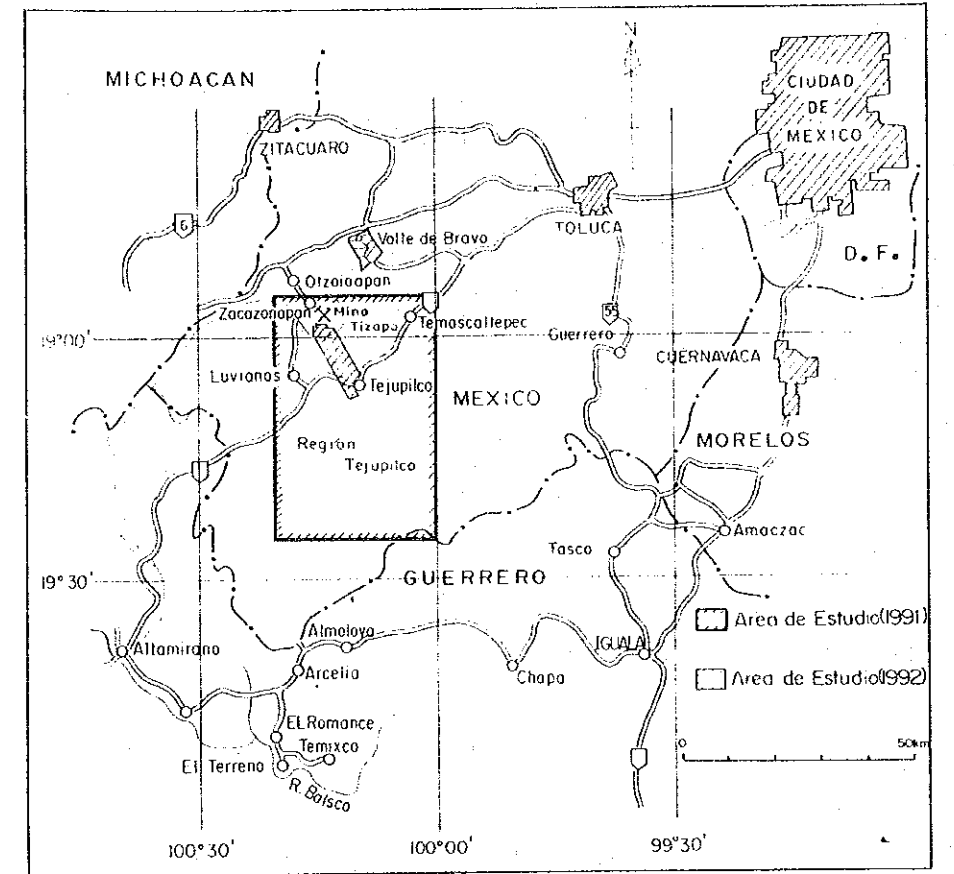 N
MICHOACAN
CIUDAD
DE
MEXICO
ZITACUARO
6
TOLUCA
Volle de Bravo
D. F.
Otzoloapan
Zacazonapan
Mina
Tizapa
Temascaltepec
55
Guerrero
19°00'
CUERNAVACA
Luvianos
Tejupilco
MEXICO
MORELOS
Región
Tejupilco
Amaczac
Tasco
19°30'
GUERRERO
Area de Estudio(1991)
Almoloya
Altamirano
IGUALA
Arcelia
Chapa
Area de Estudio(1992)
EL Romance
Temixco
0
50km
El Terreno
R. Balsco
100°30'
100°00'
99°30'